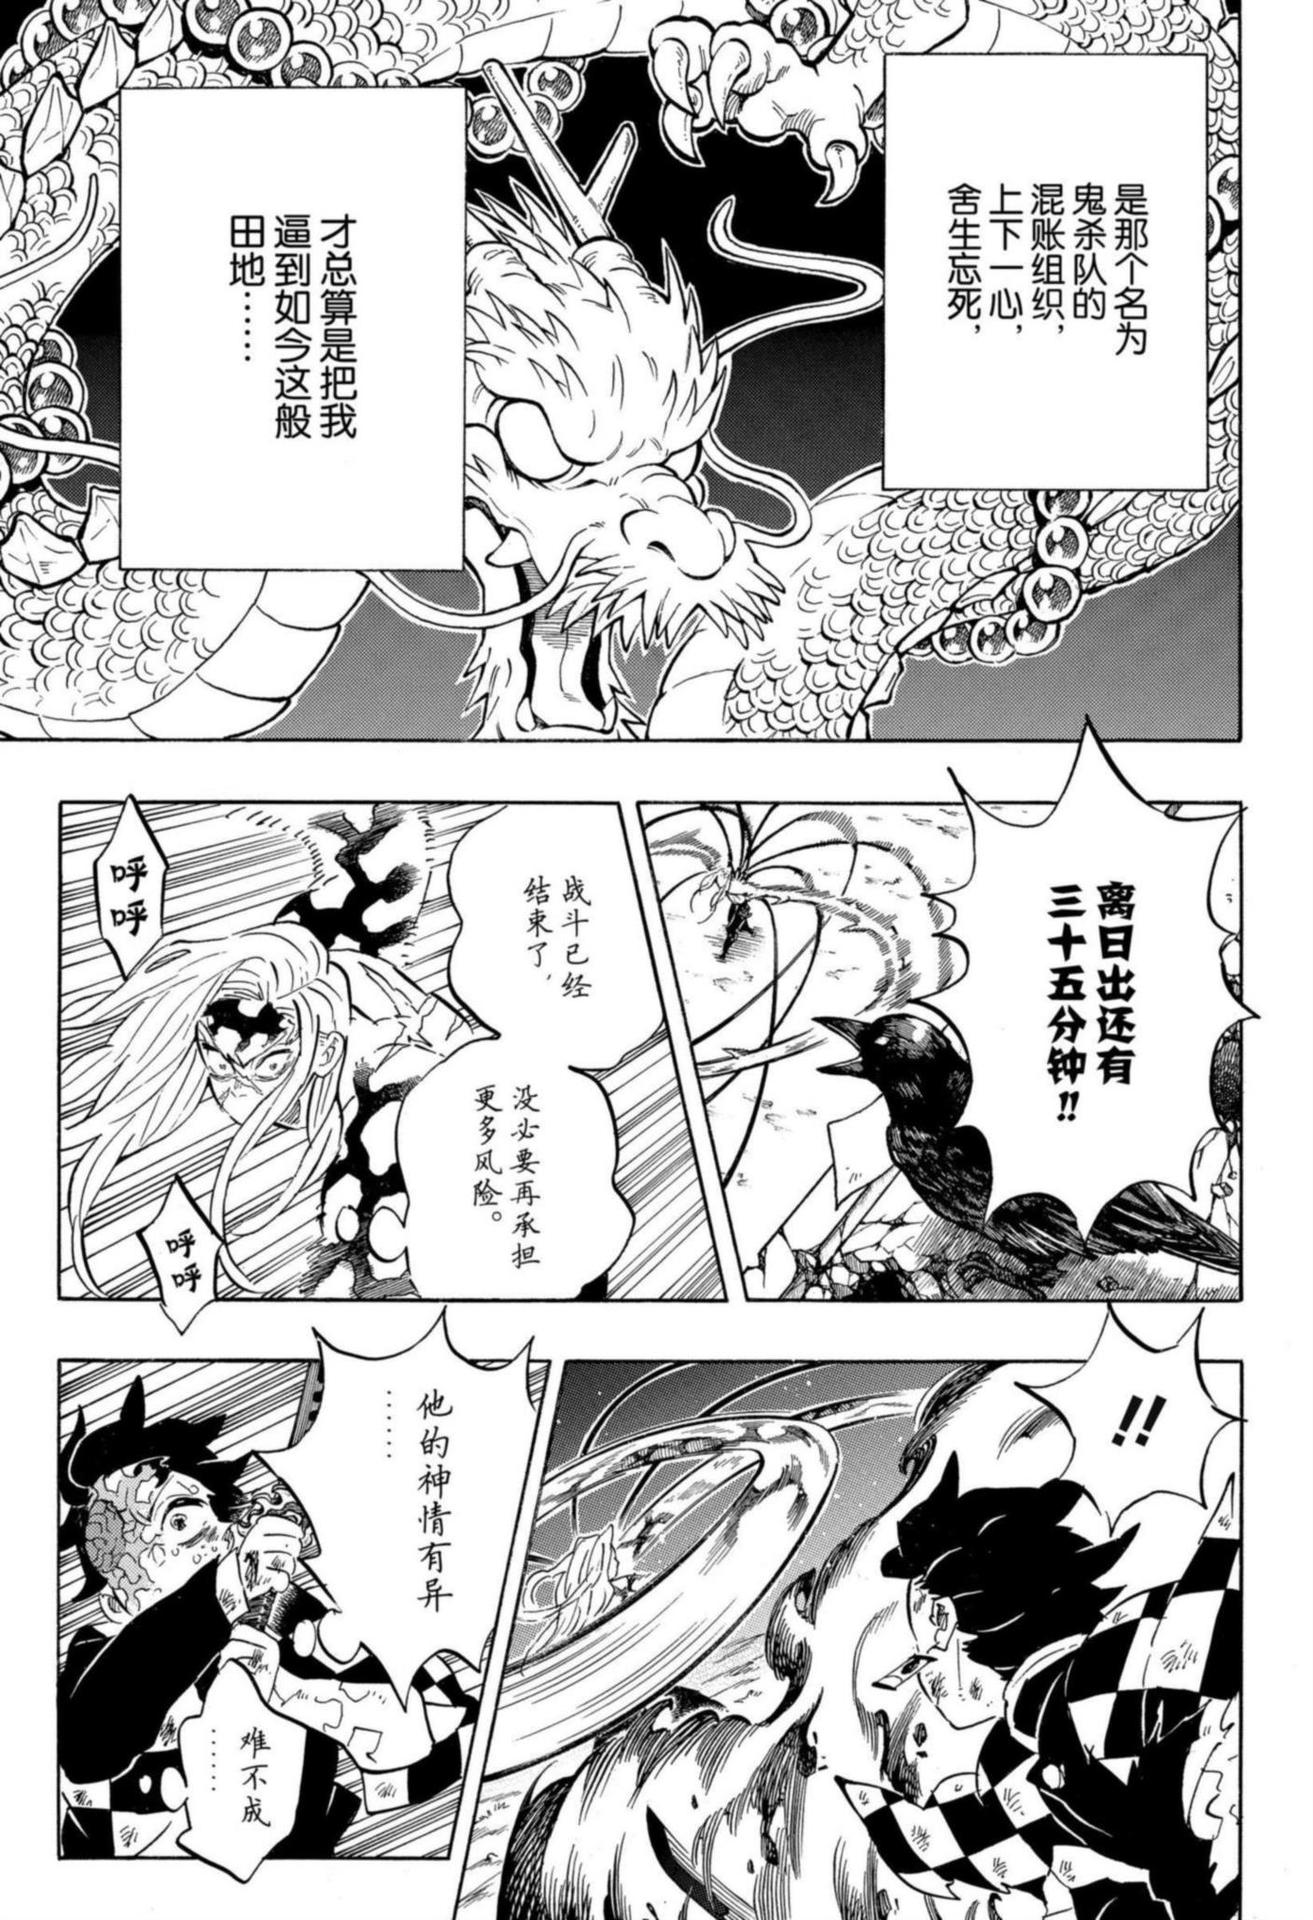 是那个名为
鬼杀队的
混账组织，
上下一心，
舍生忘死，
才总算是把我
逼到如今这般
田地……
离日出还有
三十五分钟!!
战斗已经
结束了，
没必要再承担
更多风险。
呼
呼
呼
呼
!!
他的神情有异
……
难不成
……